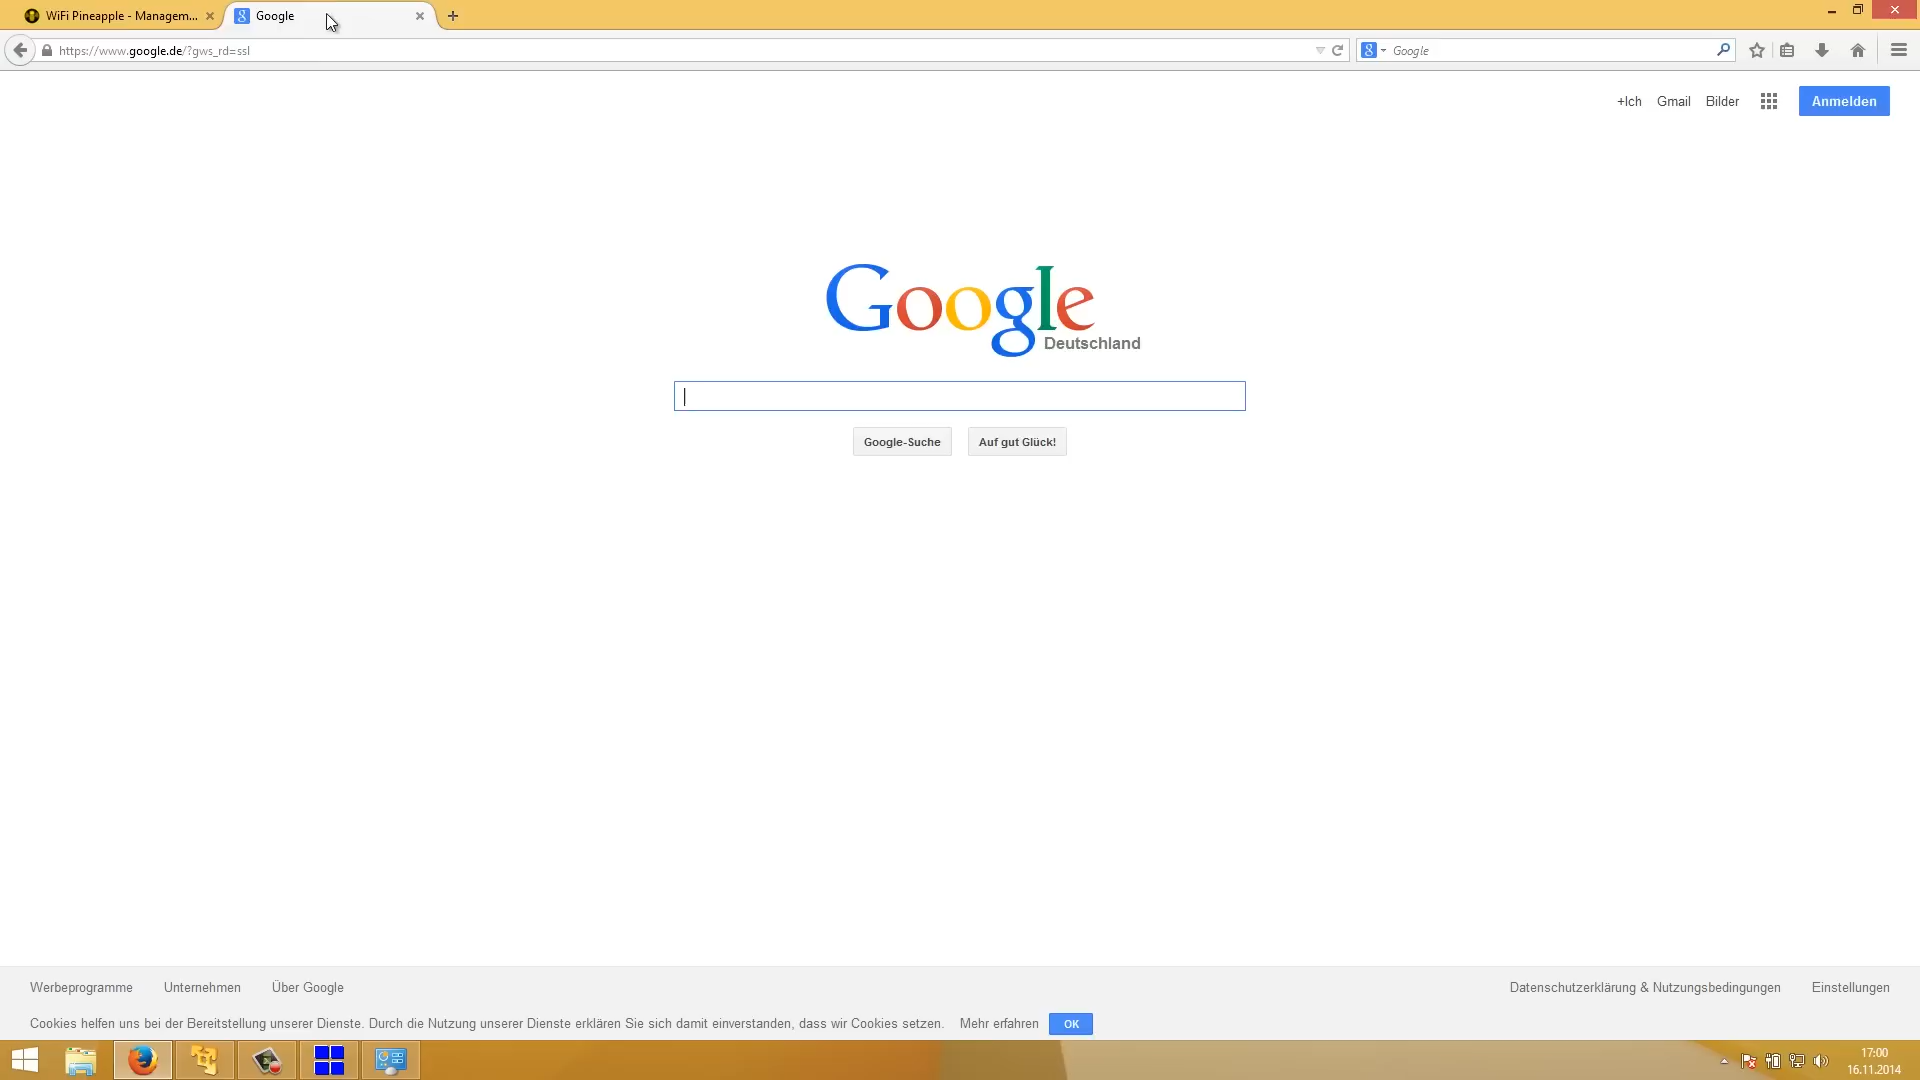 WiFi Pineapple - Managem...
Google
https://www.google.de/?gws_rd=ssl
Google
+Ich Gmail Bilder Anmelden
Google
Deutschland
Google-Suche Auf gut Glück!
Werbeprogramme Unternehmen Über Google Datenschutzerklärung & Nutzungsbedingungen Einstellungen
Cookies helfen uns bei der Bereitstellung unserer Dienste. Durch die Nutzung unserer Dienste erklären Sie sich damit einverstanden, dass wir Cookies setzen. Mehr erfahren OK
17:00
16.11.2014